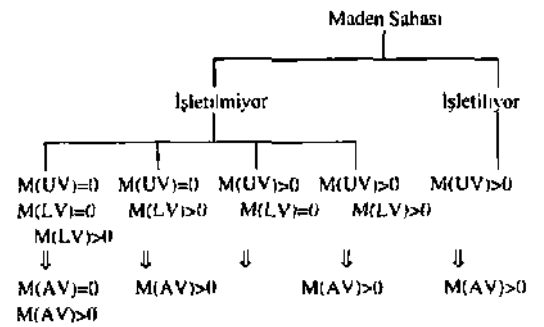 Maden Sahası
İşletilmiyor İşletiliyor
M(UV)=0 M(UV)=0 M(UV)>0 M(UV)>0 M(UV)>0
M(LV)=0 M(LV)>0 M(LV)=0 M(LV)>0
M(LV)>0
⇓ ⇓ ⇓ ⇓ ⇓
M(AV)=0 M(AV)>0 M(AV)>0 M(AV)>0
M(AV)>0